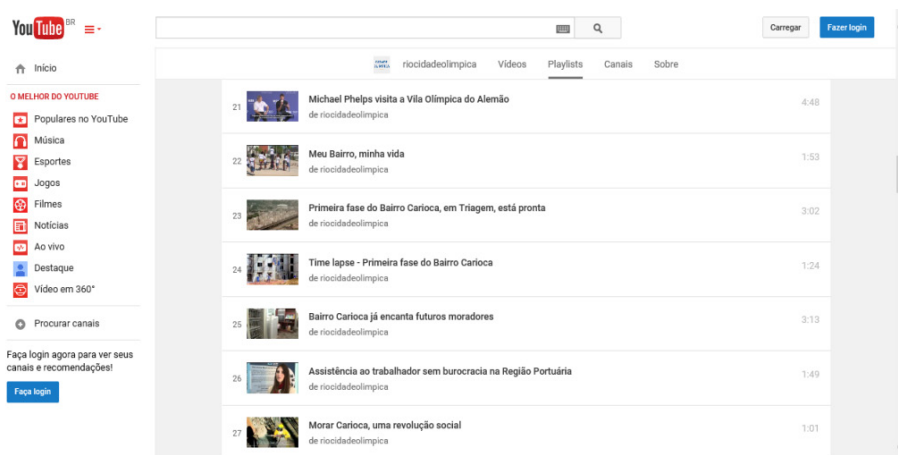 YouTube BR
Carregar
Fazer login
riocidadeolimpica
Vídeos
Playlists
Canais
Sobre
Início
O MELHOR DO YOUTUBE
Populares no YouTube
Música
Esportes
Jogos
Filmes
Notícias
Ao vivo
Destaque
Vídeo em 360°
Procurar canais
Faça login agora para ver seus
canais e recomendações!
Faça login
21 Michael Phelps visita a Vila Olímpica do Alemão 4:48
de riocidadeolimpica
22 Meu Bairro, minha vida 1:53
de riocidadeolimpica
23 Primeira fase do Bairro Carioca, em Triagem, está pronta 3:02
de riocidadeolimpica
24 Time lapse - Primeira fase do Bairro Carioca 1:24
de riocidadeolimpica
25 Bairro Carioca já encanta futuros moradores 3:13
de riocidadeolimpica
26 Assistência ao trabalhador sem burocracia na Região Portuária 1:49
de riocidadeolimpica
27 Morar Carioca, uma revolução social 1:01
de riocidadeolimpica